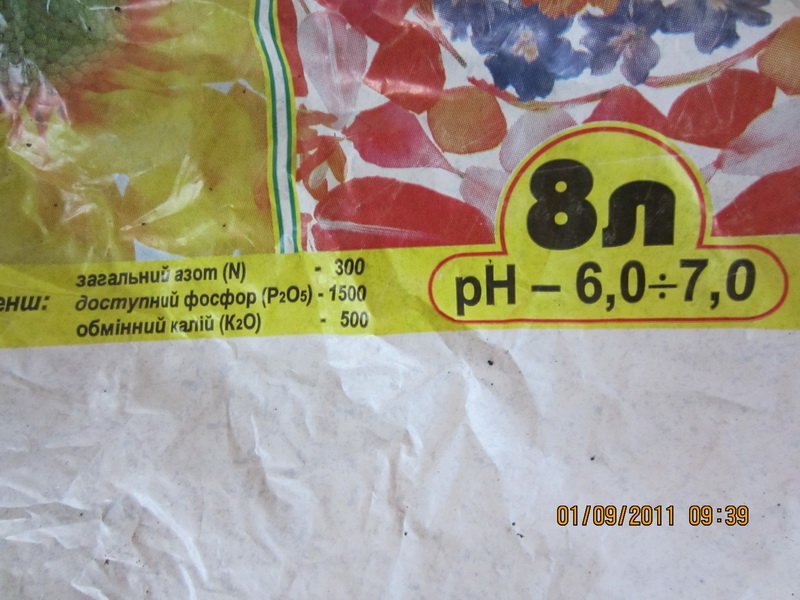 8л
pH – 6,0÷7,0
енш:
загальний азот (N) - 300
доступний фосфор (P2O5) - 1500
обмінний калій (K2O) - 500
01/09/2011 09:39